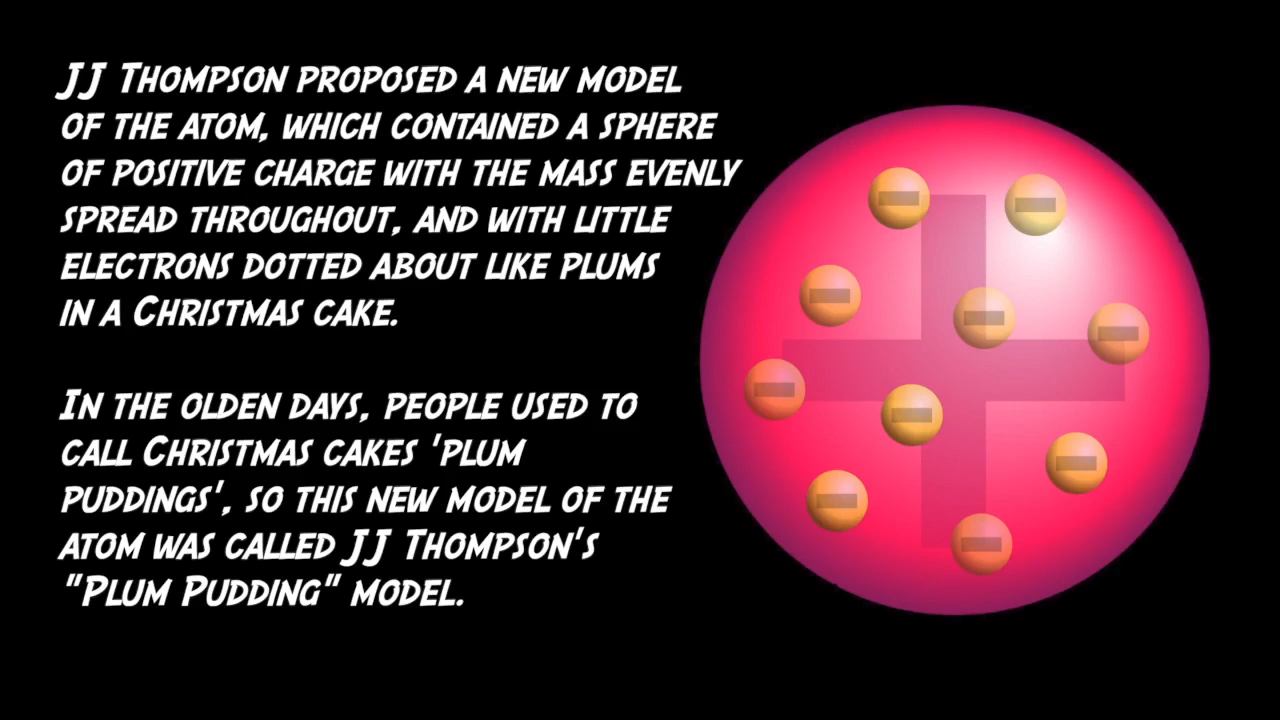 JJ Thompson proposed a new model
of the atom, which contained a sphere
of positive charge with the mass evenly
spread throughout, and with little
electrons dotted about like plums
in a Christmas cake.
In the olden days, people used to
call Christmas cakes 'plum
puddings', so this new model of the
atom was called JJ Thompson's
"Plum Pudding" model.